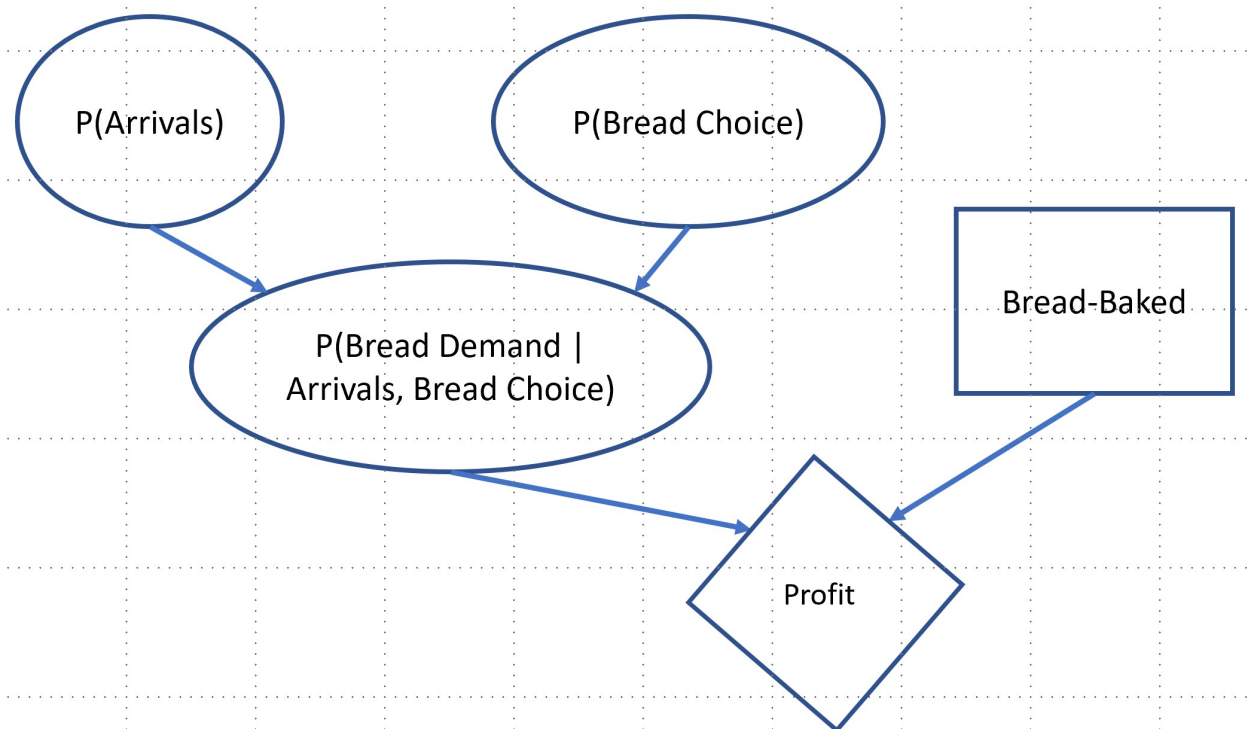 P(Arrivals)
P(Bread Choice)
Bread-Baked
P(Bread Demand |
Arrivals, Bread Choice)
Profit